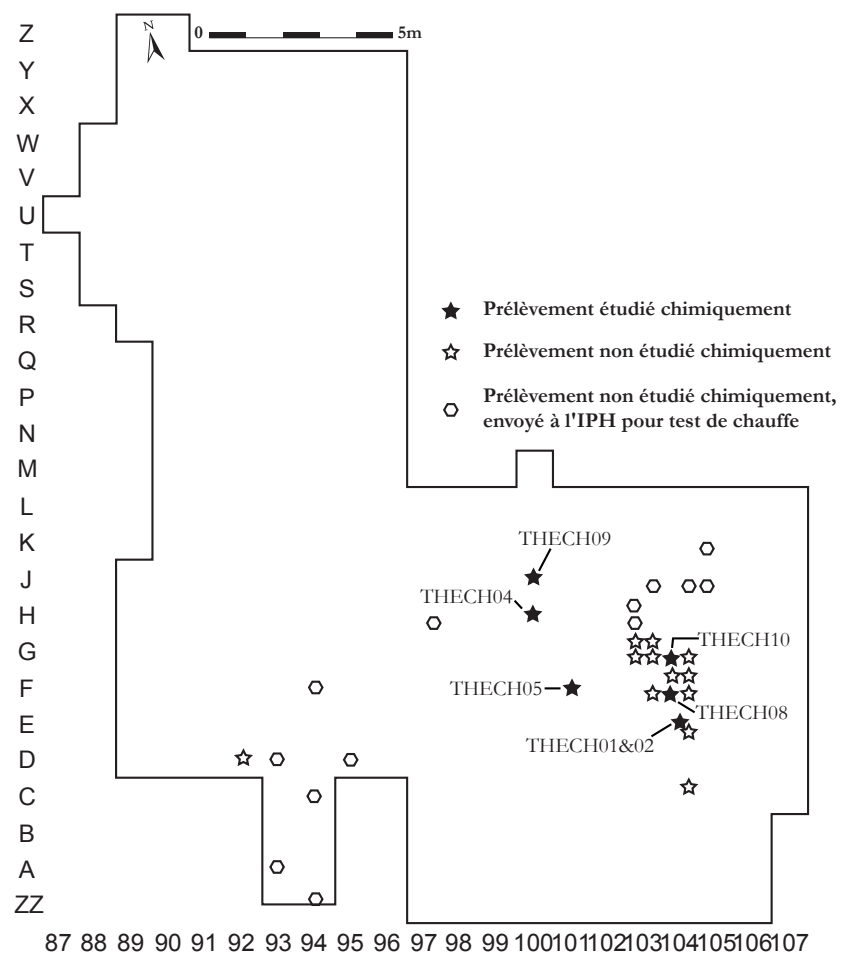 Z
N
0 5m
Y
X
W
V
U
T
S
R
Q
P
N
M
L
K
J
H
G
F
E
D
C
B
A
ZZ
Prélèvement étudié chimiquement
Prélèvement non étudié chimiquement
Prélèvement non étudié chimiquement,
envoyé à l'IPH pour test de chauffe
THECH09
THECH04
THECH10
THECH05
THECH08
THECH01&02
87 88 89 90 91 92 93 94 95 96 97 98 99 100 101 102 103 104 105 106 107